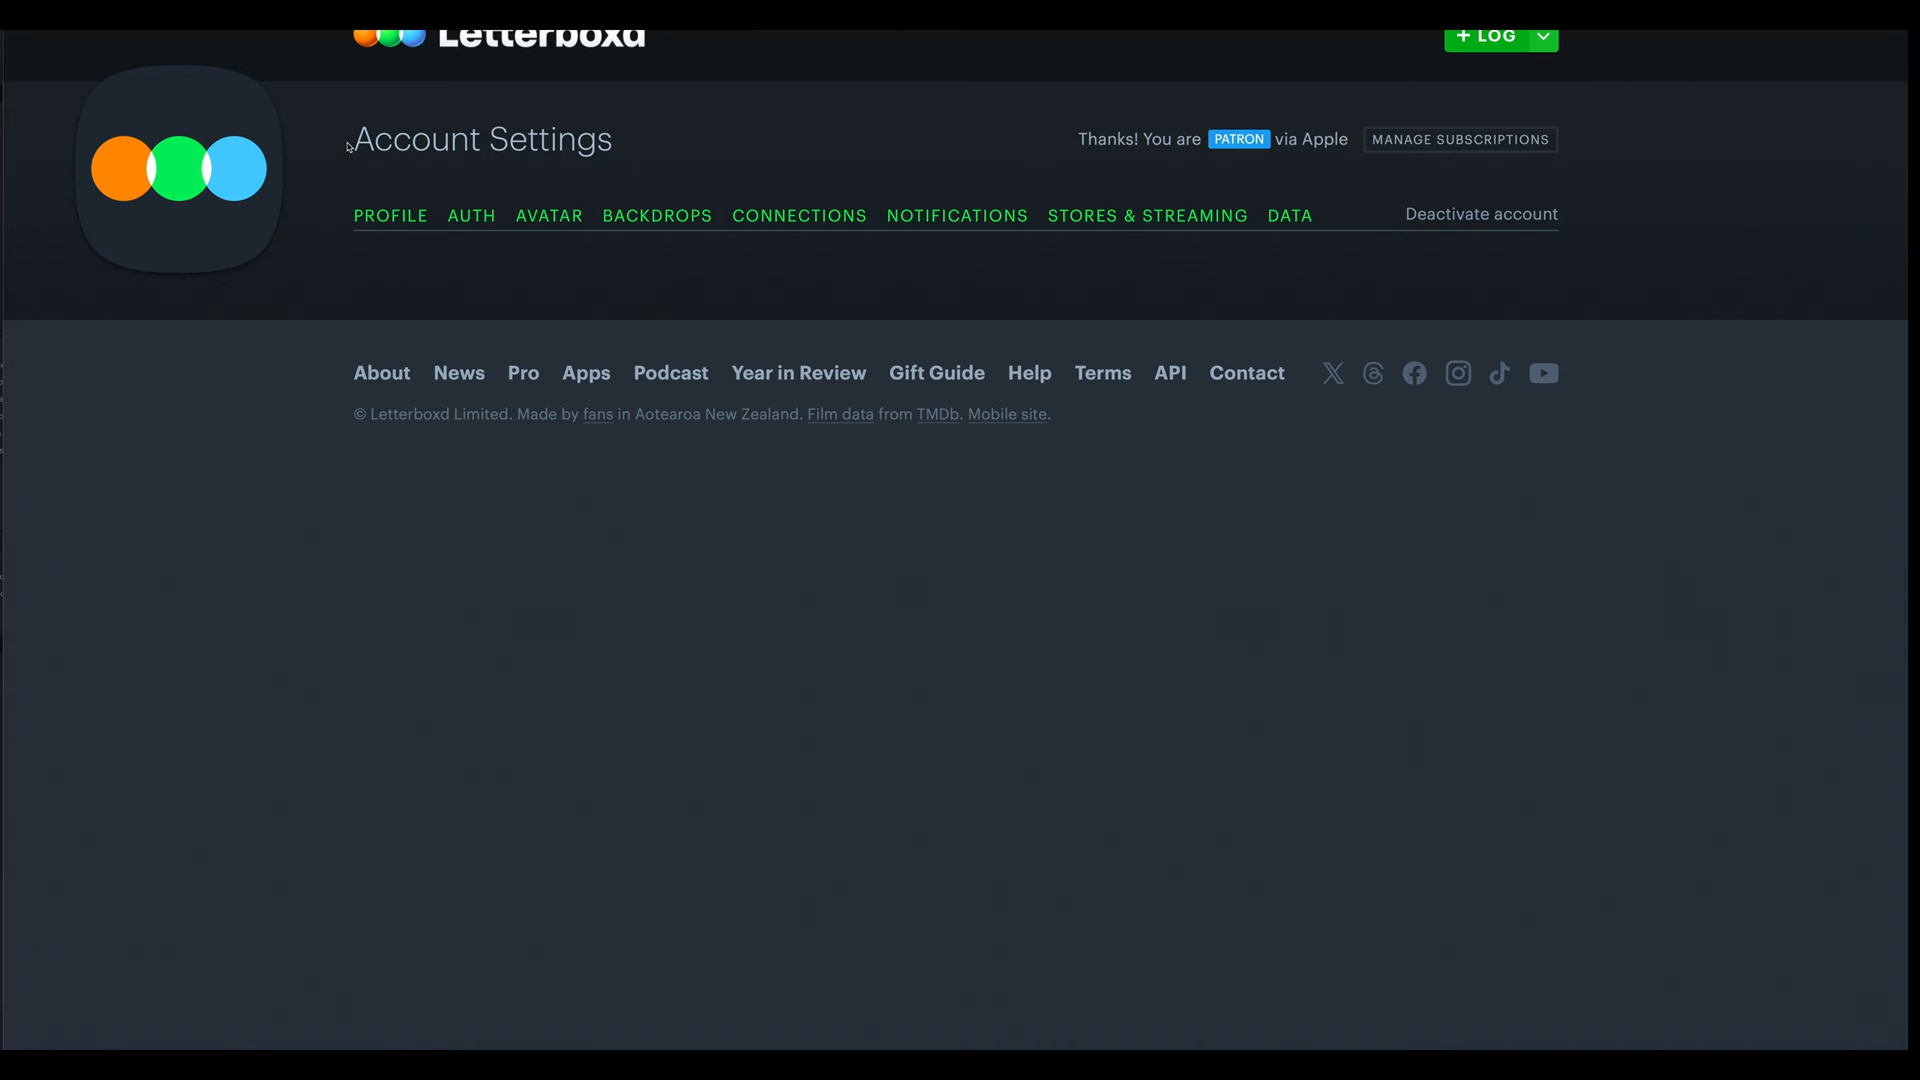 Letterboxd
+ LOG
Account Settings
Thanks! You are PATRON via Apple MANAGE SUBSCRIPTIONS
PROFILE AUTH AVATAR BACKDROPS CONNECTIONS NOTIFICATIONS STORES & STREAMING DATA Deactivate account
About News Pro Apps Podcast Year in Review Gift Guide Help Terms API Contact
© Letterboxd Limited. Made by fans in Aotearoa New Zealand. Film data from TMDb. Mobile site.